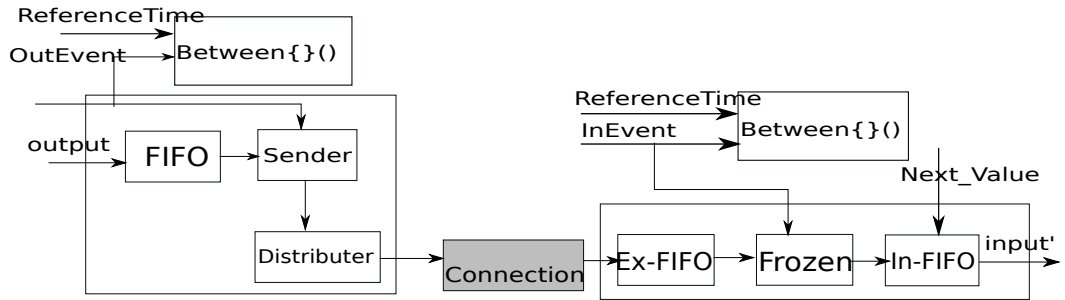 ReferenceTime
OutEvent
Between{}()
output
FIFO
Sender
Distributer
Connection
ReferenceTime
InEvent
Between{}()
Next_Value
Ex-FIFO
Frozen
In-FIFO
input'